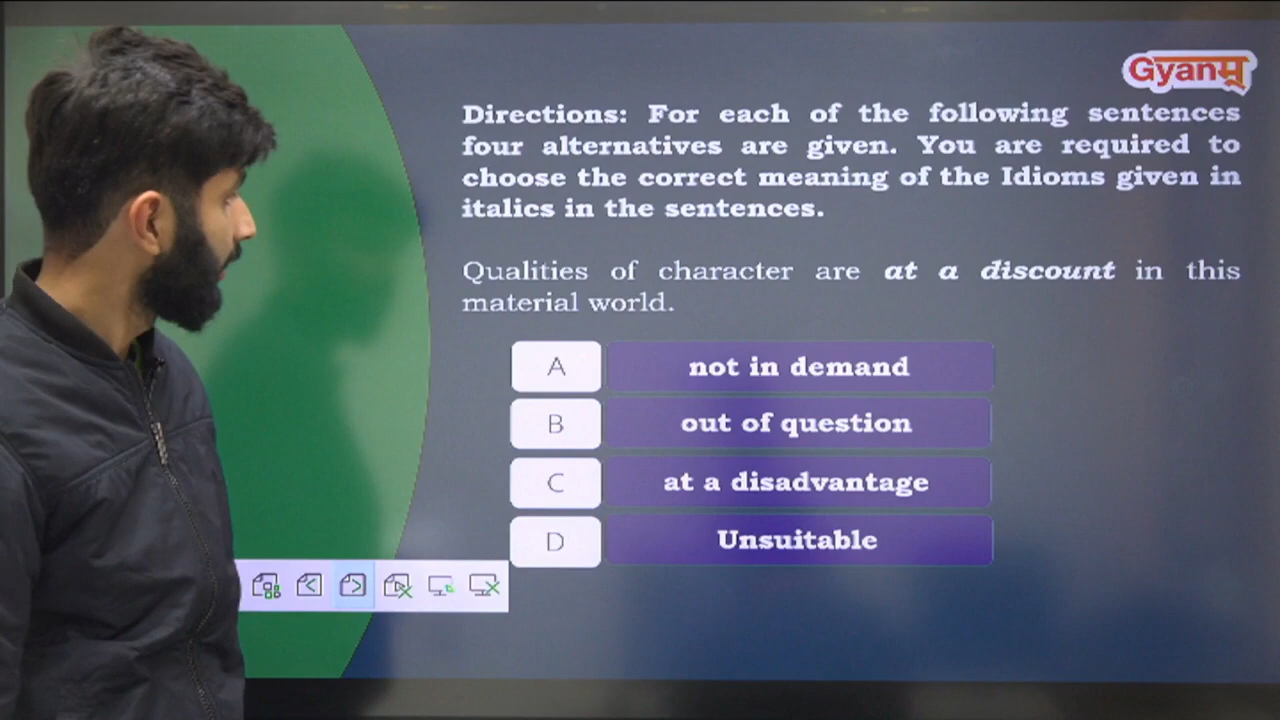 Gyanम्
Directions: For each of the following sentences
four alternatives are given. You are required to
choose the correct meaning of the Idioms given in
italics in the sentences.
Qualities of character are at a discount in this
material world.
A not in demand
B out of question
C at a disadvantage
D Unsuitable